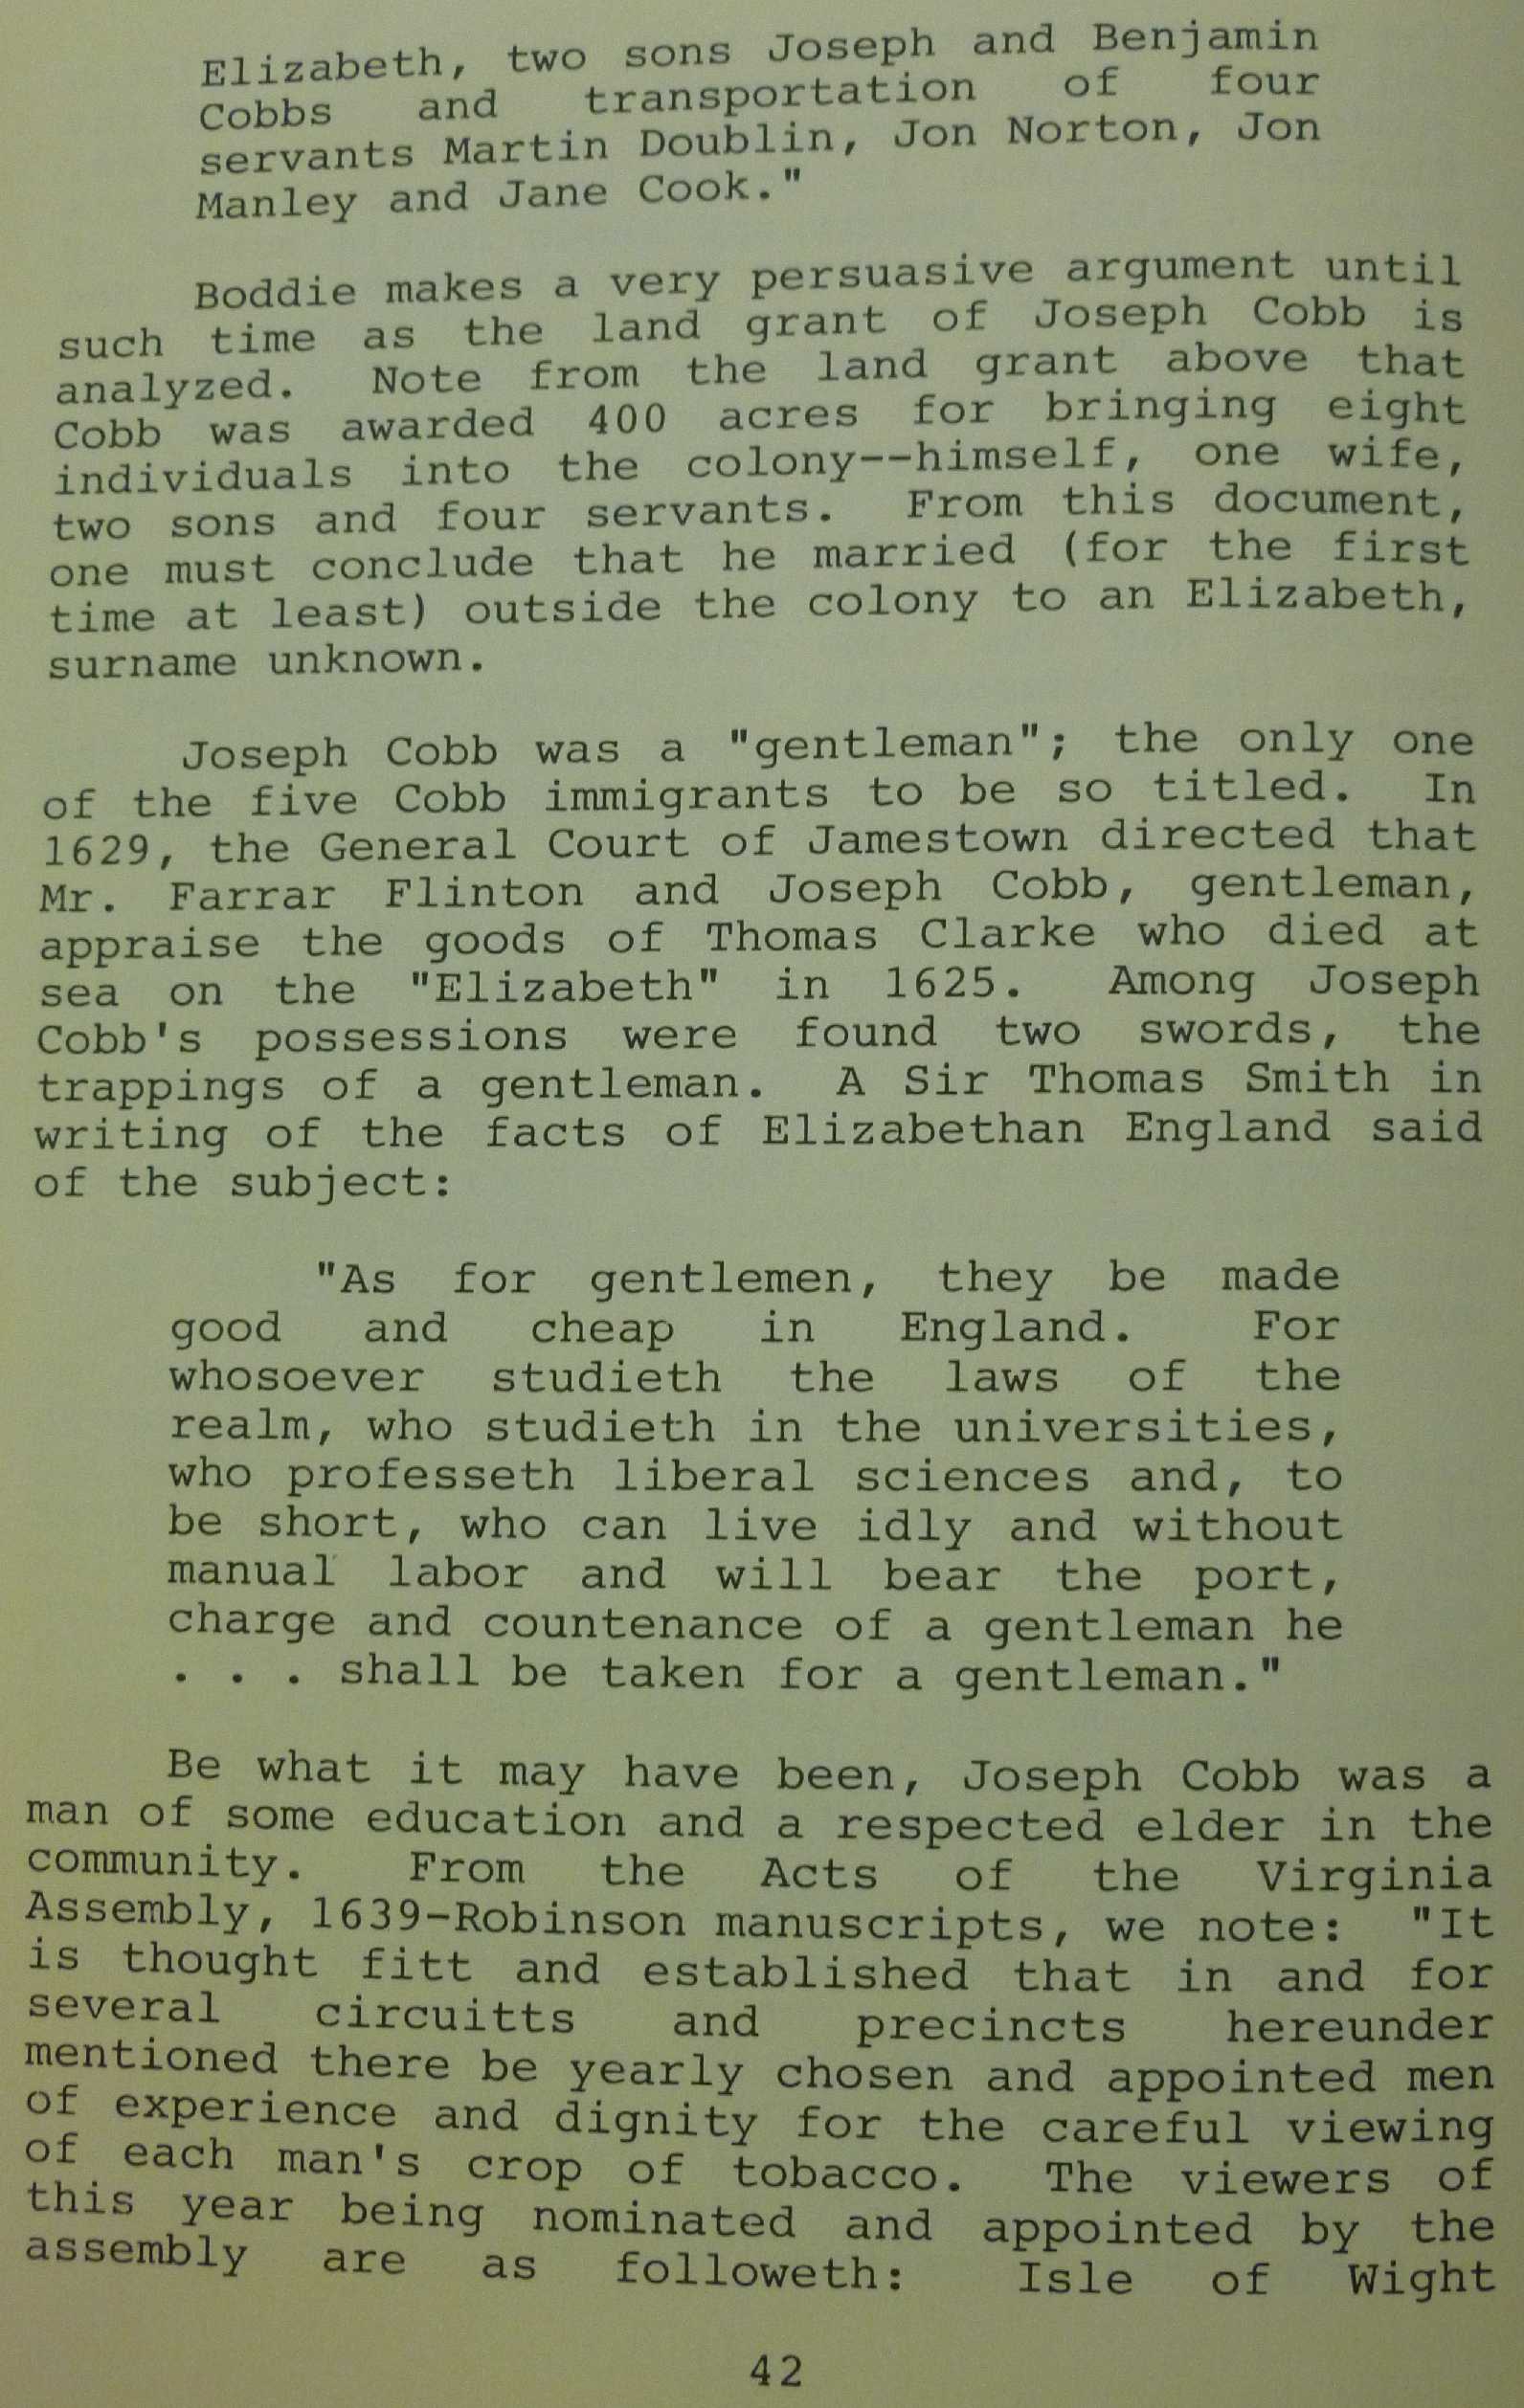 Elizabeth, two sons Joseph and Benjamin
Cobbs and transportation of four
servants Martin Doublin, Jon Norton, Jon
Manley and Jane Cook."
Boddie makes a very persuasive argument until
such time as the land grant of Joseph Cobb is
analyzed. Note from the land grant above that
Cobb was awarded 400 acres for bringing eight
individuals into the colony--himself, one wife,
two sons and four servants. From this document,
one must conclude that he married (for the first
time at least) outside the colony to an Elizabeth,
surname unknown.
Joseph Cobb was a "gentleman"; the only one
of the five Cobb immigrants to be so titled. In
1629, the General Court of Jamestown directed that
Mr. Farrar Flinton and Joseph Cobb, gentleman,
appraise the goods of Thomas Clarke who died at
sea on the "Elizabeth" in 1625. Among Joseph
Cobb's possessions were found two swords, the
trappings of a gentleman. A Sir Thomas Smith in
writing of the facts of Elizabethan England said
of the subject:
"As for gentlemen, they be made
good and cheap in England. For
whosoever studieth the laws of the
realm, who studieth in the universities,
who professeth liberal sciences and, to
be short, who can live idly and without
manual labor and will bear the port,
charge and countenance of a gentleman he
. . . shall be taken for a gentleman."
Be what it may have been, Joseph Cobb was a
man of some education and a respected elder in the
community. From the Acts of the Virginia
Assembly, 1639-Robinson manuscripts, we note: "It
is thought fitt and established that in and for
several circuitts and precincts hereunder
mentioned there be yearly chosen and appointed men
of experience and dignity for the careful viewing
of each man's crop of tobacco. The viewers of
this year being nominated and appointed by the
assembly are as followeth: Isle of Wight
42